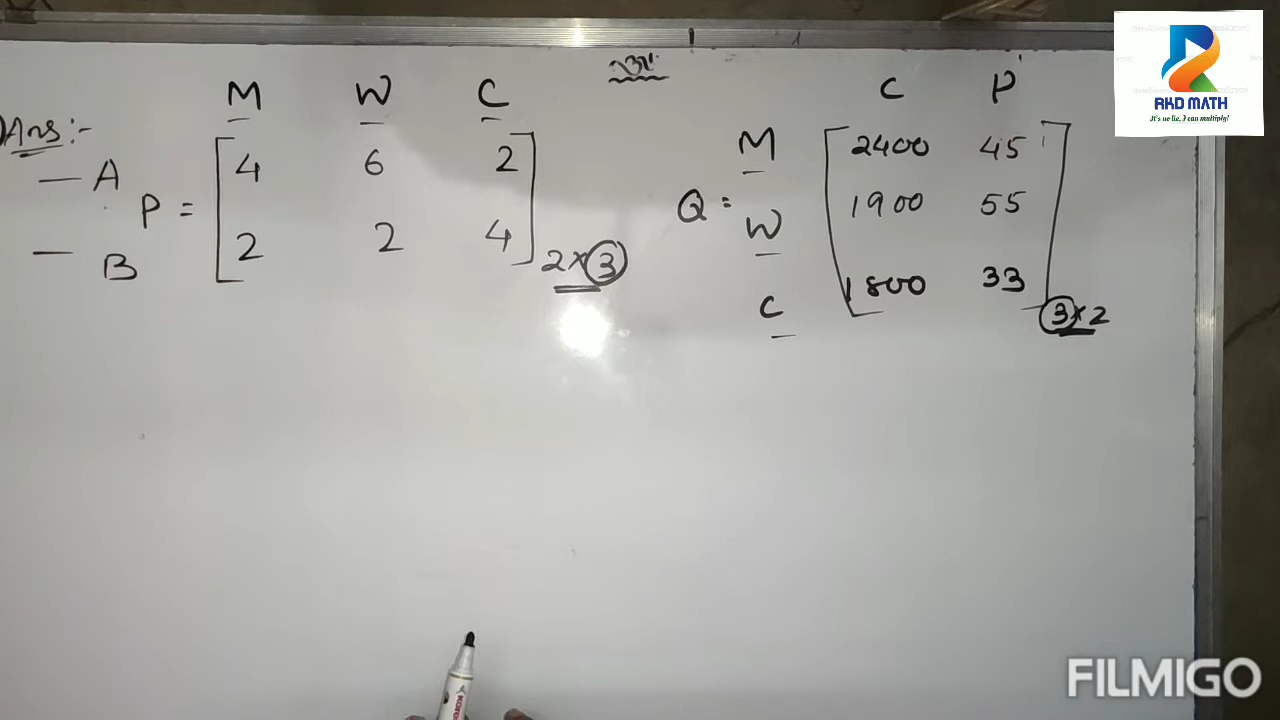 M W C
Ans:-
A
P =
4 6 2
2 2 4
B
2×3
C P
M
Q =
W
C
2400 45
1900 55
1800 33
3×2
RKD MATH
FILMIGO